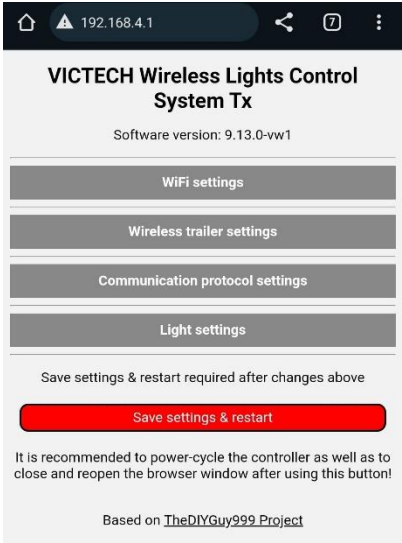 192.168.4.1
7
VICTECH Wireless Lights Control
System Tx
Software version: 9.13.0-vw1
WiFi settings
Wireless trailer settings
Communication protocol settings
Light settings
Save settings & restart required after changes above
Save settings & restart
It is recommended to power-cycle the controller as well as to
close and reopen the browser window after using this button!
Based on TheDIYGuy999 Project